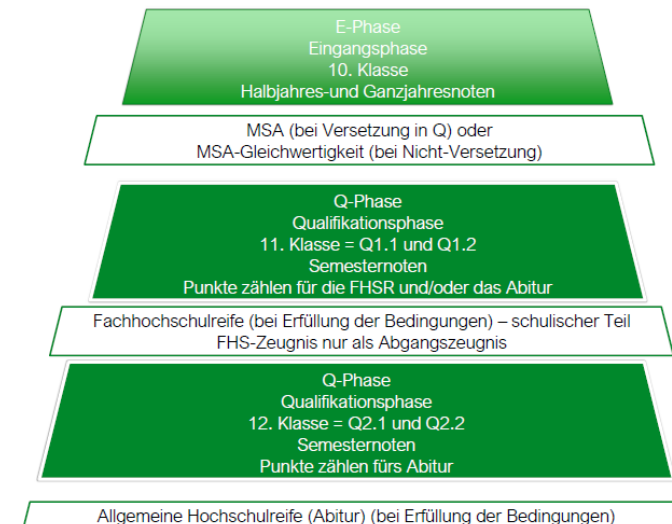 E-Phase
Eingangsphase
10. Klasse
Halbjahres-und Ganzjahresnoten
MSA (bei Versetzung in Q) oder
MSA-Gleichwertigkeit (bei Nicht-Versetzung)
Q-Phase
Qualifikationsphase
11. Klasse = Q1.1 und Q1.2
Semesternoten
Punkte zählen für die FHSR und/oder das Abitur
Fachhochschulreife (bei Erfüllung der Bedingungen) – schulischer Teil
FHS-Zeugnis nur als Abgangszeugnis
Q-Phase
Qualifikationsphase
12. Klasse = Q2.1 und Q2.2
Semesternoten
Punkte zählen fürs Abitur
Allgemeine Hochschulreife (Abitur) (bei Erfüllung der Bedingungen)